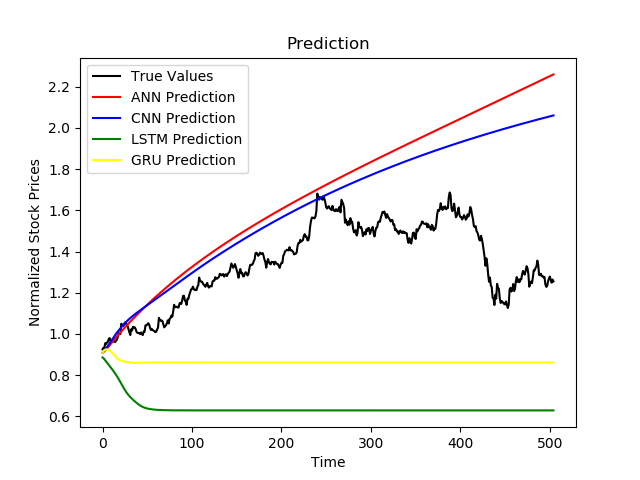 Prediction
True Values
ANN Prediction
CNN Prediction
LSTM Prediction
GRU Prediction
Normalized Stock Prices
2.2
2.0
1.8
1.6
1.4
1.2
1.0
0.8
0.6
0 100 200 300 400 500
Time